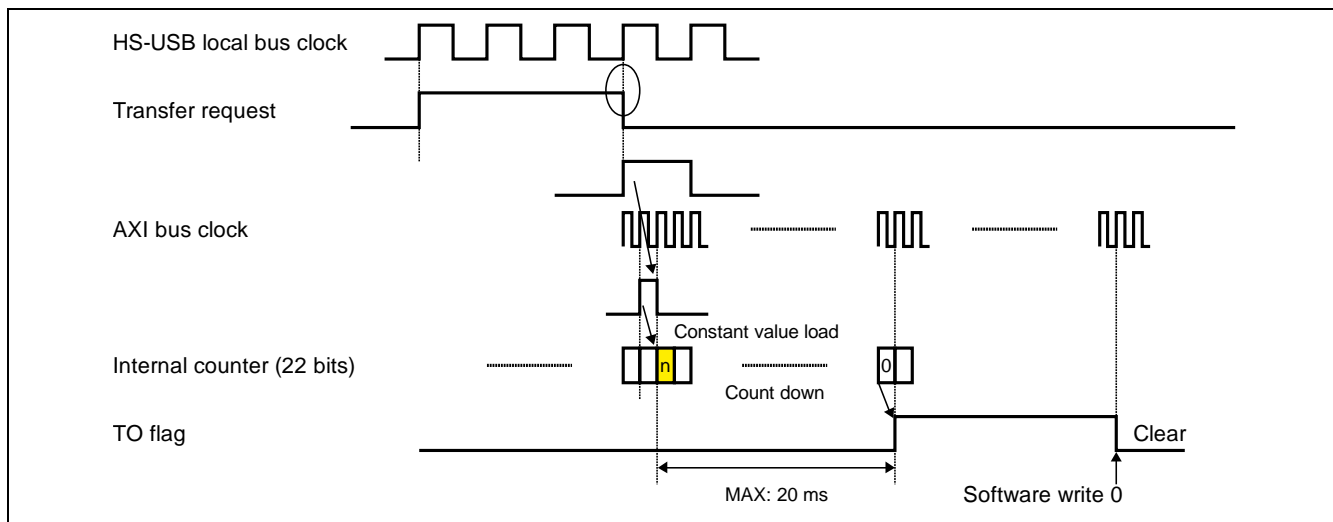 HS-USB local bus clock
Transfer request
AXI bus clock
Constant value load
Internal counter (22 bits)
n
0
Count down
TO flag
Clear
MAX: 20 ms
Software write 0